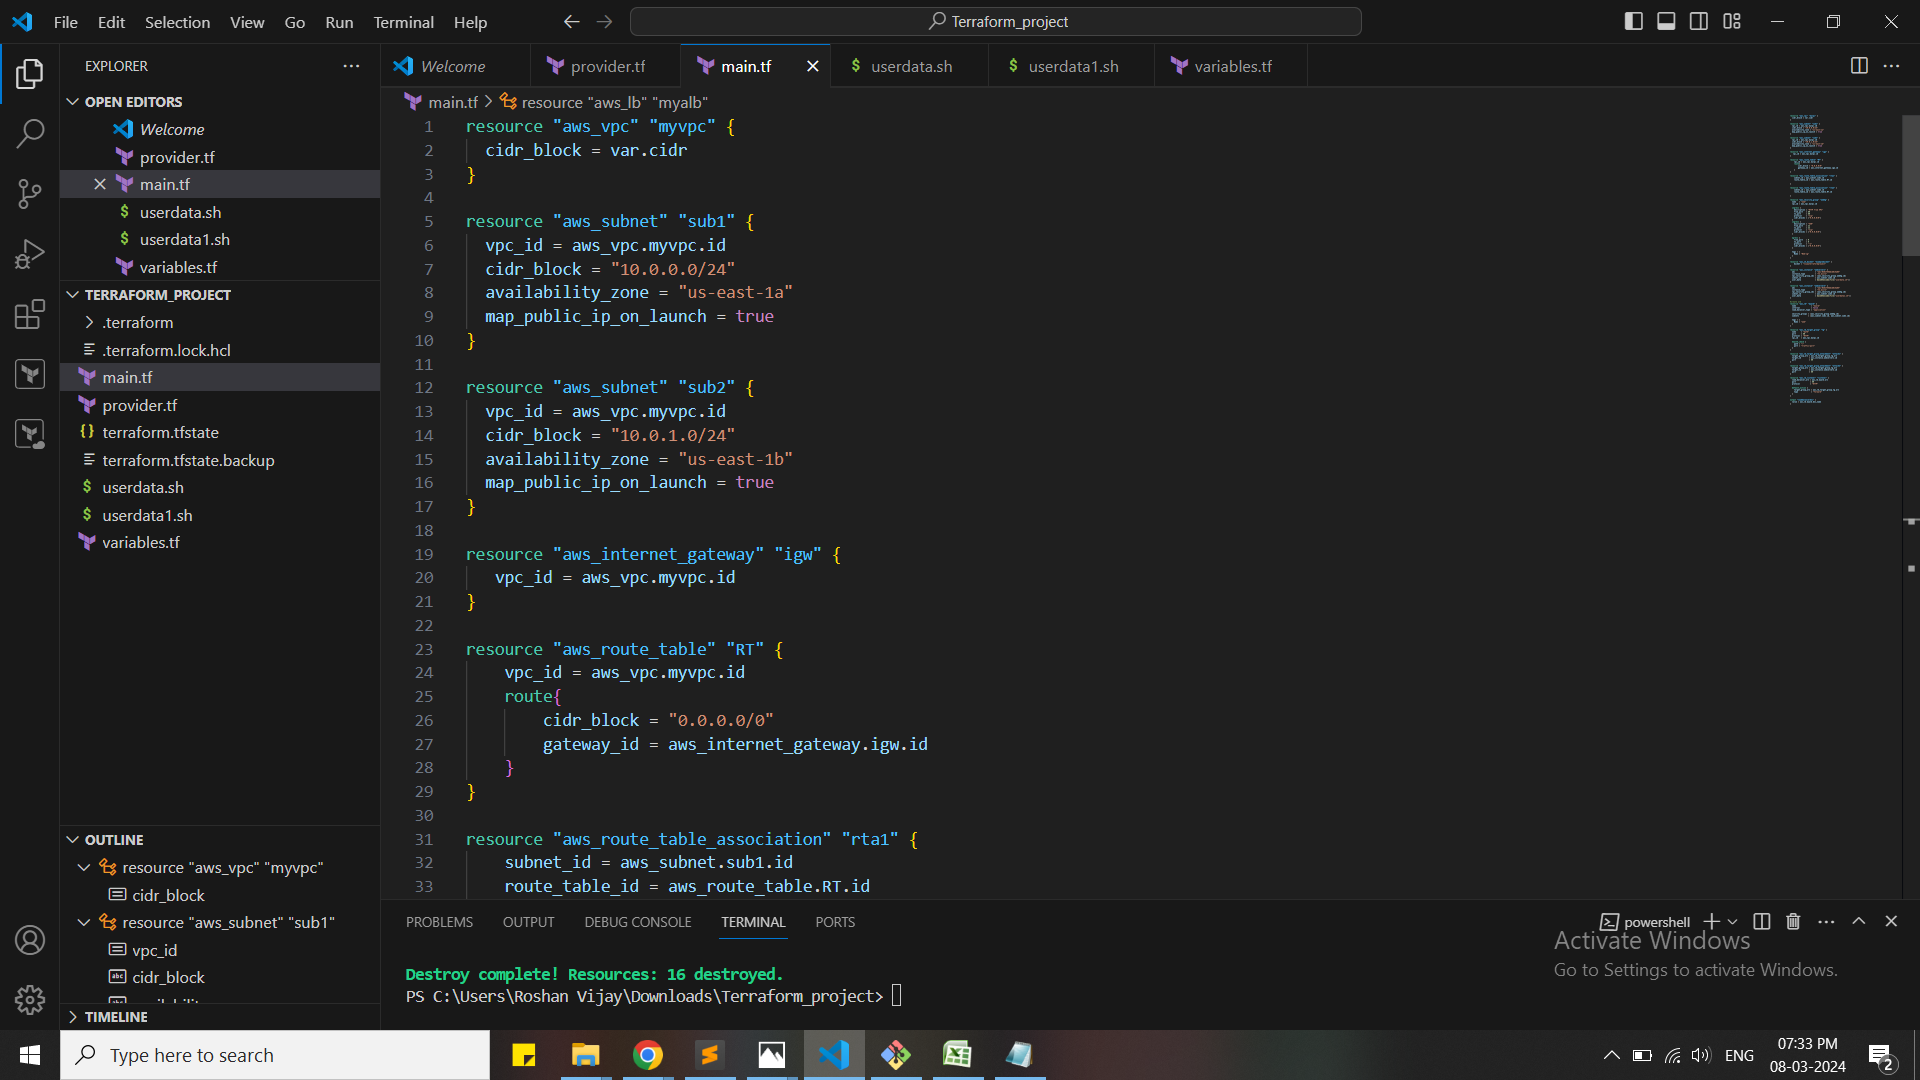 File Edit Selection View Go Run Terminal Help
Terraform_project
EXPLORER
OPEN EDITORS
Welcome
provider.tf
main.tf
userdata.sh
userdata1.sh
variables.tf
TERRAFORM_PROJECT
.terraform
.terraform.lock.hcl
main.tf
provider.tf
terraform.tfstate
terraform.tfstate.backup
userdata.sh
userdata1.sh
variables.tf
OUTLINE
resource "aws_vpc" "myvpc"
cidr_block
resource "aws_subnet" "sub1"
vpc_id
cidr_block
TIMELINE
Welcome provider.tf main.tf userdata.sh userdata1.sh variables.tf
main.tf > resource "aws_lb" "myalb"
1 resource "aws_vpc" "myvpc" {
2 cidr_block = var.cidr
3 }
4
5 resource "aws_subnet" "sub1" {
6 vpc_id = aws_vpc.myvpc.id
7 cidr_block = "10.0.0.0/24"
8 availability_zone = "us-east-1a"
9 map_public_ip_on_launch = true
10 }
11
12 resource "aws_subnet" "sub2" {
13 vpc_id = aws_vpc.myvpc.id
14 cidr_block = "10.0.1.0/24"
15 availability_zone = "us-east-1b"
16 map_public_ip_on_launch = true
17 }
18
19 resource "aws_internet_gateway" "igw" {
20 vpc_id = aws_vpc.myvpc.id
21 }
22
23 resource "aws_route_table" "RT" {
24 vpc_id = aws_vpc.myvpc.id
25 route{
26 cidr_block = "0.0.0.0/0"
27 gateway_id = aws_internet_gateway.igw.id
28 }
29 }
30
31 resource "aws_route_table_association" "rta1" {
32 subnet_id = aws_subnet.sub1.id
33 route_table_id = aws_route_table.RT.id
PROBLEMS OUTPUT DEBUG CONSOLE TERMINAL PORTS
powershell
Destroy complete! Resources: 16 destroyed.
PS C:\Users\Roshan Vijay\Downloads\Terraform_project>
Activate Windows
Go to Settings to activate Windows.
Type here to search
ENG
07:33 PM
08-03-2024
2